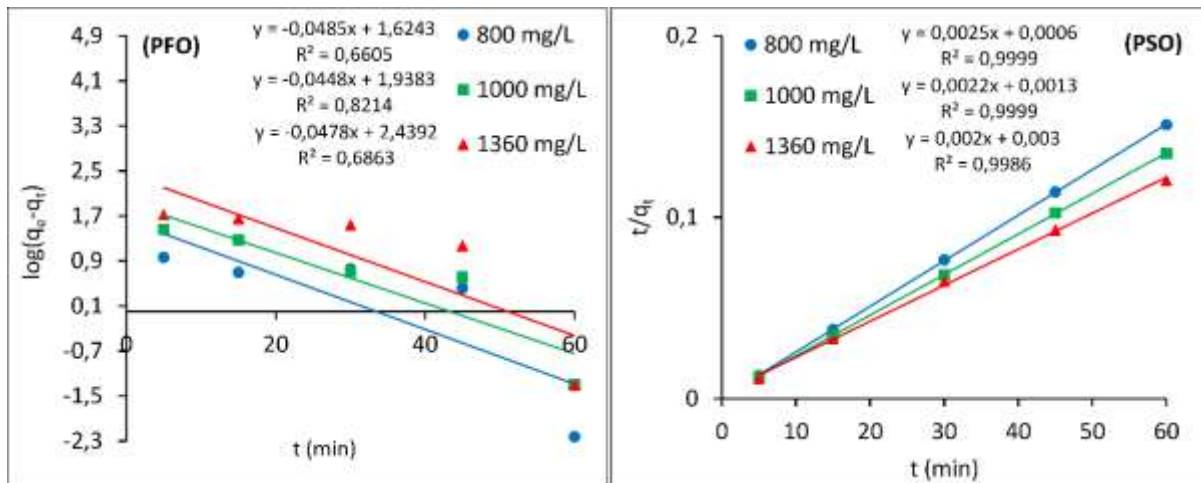 (PFO)
y = -0,0485x + 1,6243
R² = 0,6605
y = -0,0448x + 1,9383
R² = 0,8214
y = -0,0478x + 2,4392
R² = 0,6863
800 mg/L
1000 mg/L
1360 mg/L
4,9
4,1
3,3
2,5
1,7
0,9
0,1
-0,7
-1,5
-2,3
log(qₑ-qₜ)
0
20
40
60
t (min)
800 mg/L
1000 mg/L
1360 mg/L
y = 0,0025x + 0,0006
R² = 0,9999
y = 0,0022x + 0,0013
R² = 0,9999
y = 0,002x + 0,003
R² = 0,9986
(PSO)
0,2
0,1
0
t/qₜ
0 10 20 30 40 50 60
t (min)